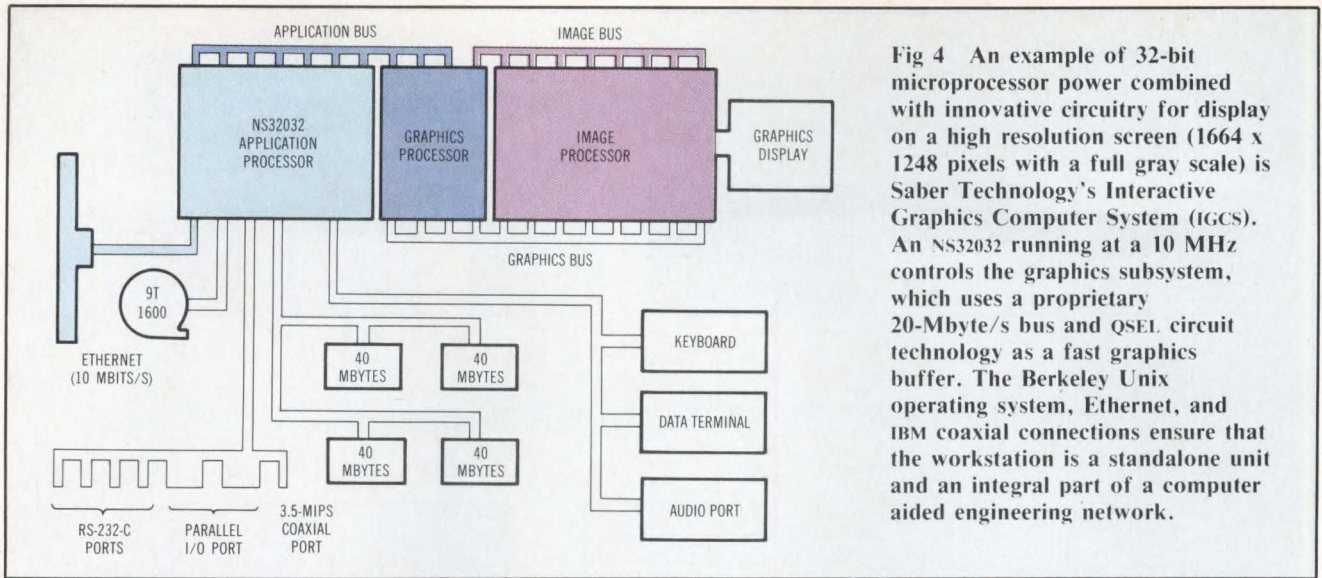 APPLICATION BUS
IMAGE BUS
NS32032
APPLICATION
PROCESSOR
GRAPHICS
PROCESSOR
IMAGE
PROCESSOR
GRAPHICS
DISPLAY
GRAPHICS BUS
9T
1600
ETHERNET
(10 MBITS/S)
40
MBYTES
40
MBYTES
40
MBYTES
40
MBYTES
KEYBOARD
DATA TERMINAL
AUDIO PORT
RS-232-C
PORTS
PARALLEL
I/O PORT
3.5-MIPS
COAXIAL
PORT
Fig 4 An example of 32-bit
microprocessor power combined
with innovative circuitry for display
on a high resolution screen (1664 x
1248 pixels with a full gray scale) is
Saber Technology's Interactive
Graphics Computer System (IGCS).
An NS32032 running at a 10 MHz
controls the graphics subsystem,
which uses a proprietary
20-Mbyte/s bus and QSEL circuit
technology as a fast graphics
buffer. The Berkeley Unix
operating system, Ethernet, and
IBM coaxial connections ensure that
the workstation is a standalone unit
and an integral part of a computer
aided engineering network.